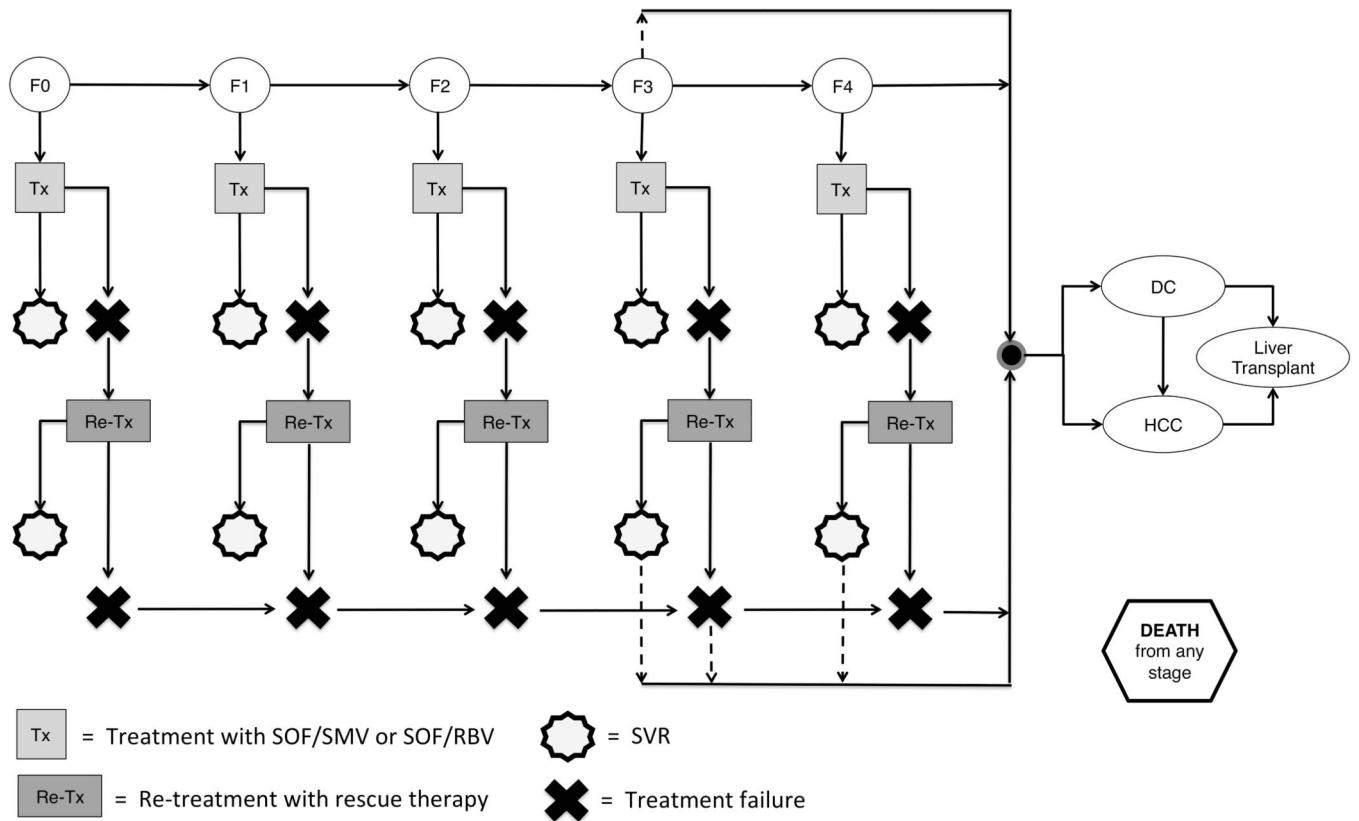 F0
F1
F2
F3
F4
Tx
Tx
Tx
Tx
Tx
DC
Liver
Transplant
HCC
Re-Tx
Re-Tx
Re-Tx
Re-Tx
Re-Tx
DEATH
from any
stage
Tx = Treatment with SOF/SMV or SOF/RBV
= SVR
Re-Tx = Re-treatment with rescue therapy
= Treatment failure